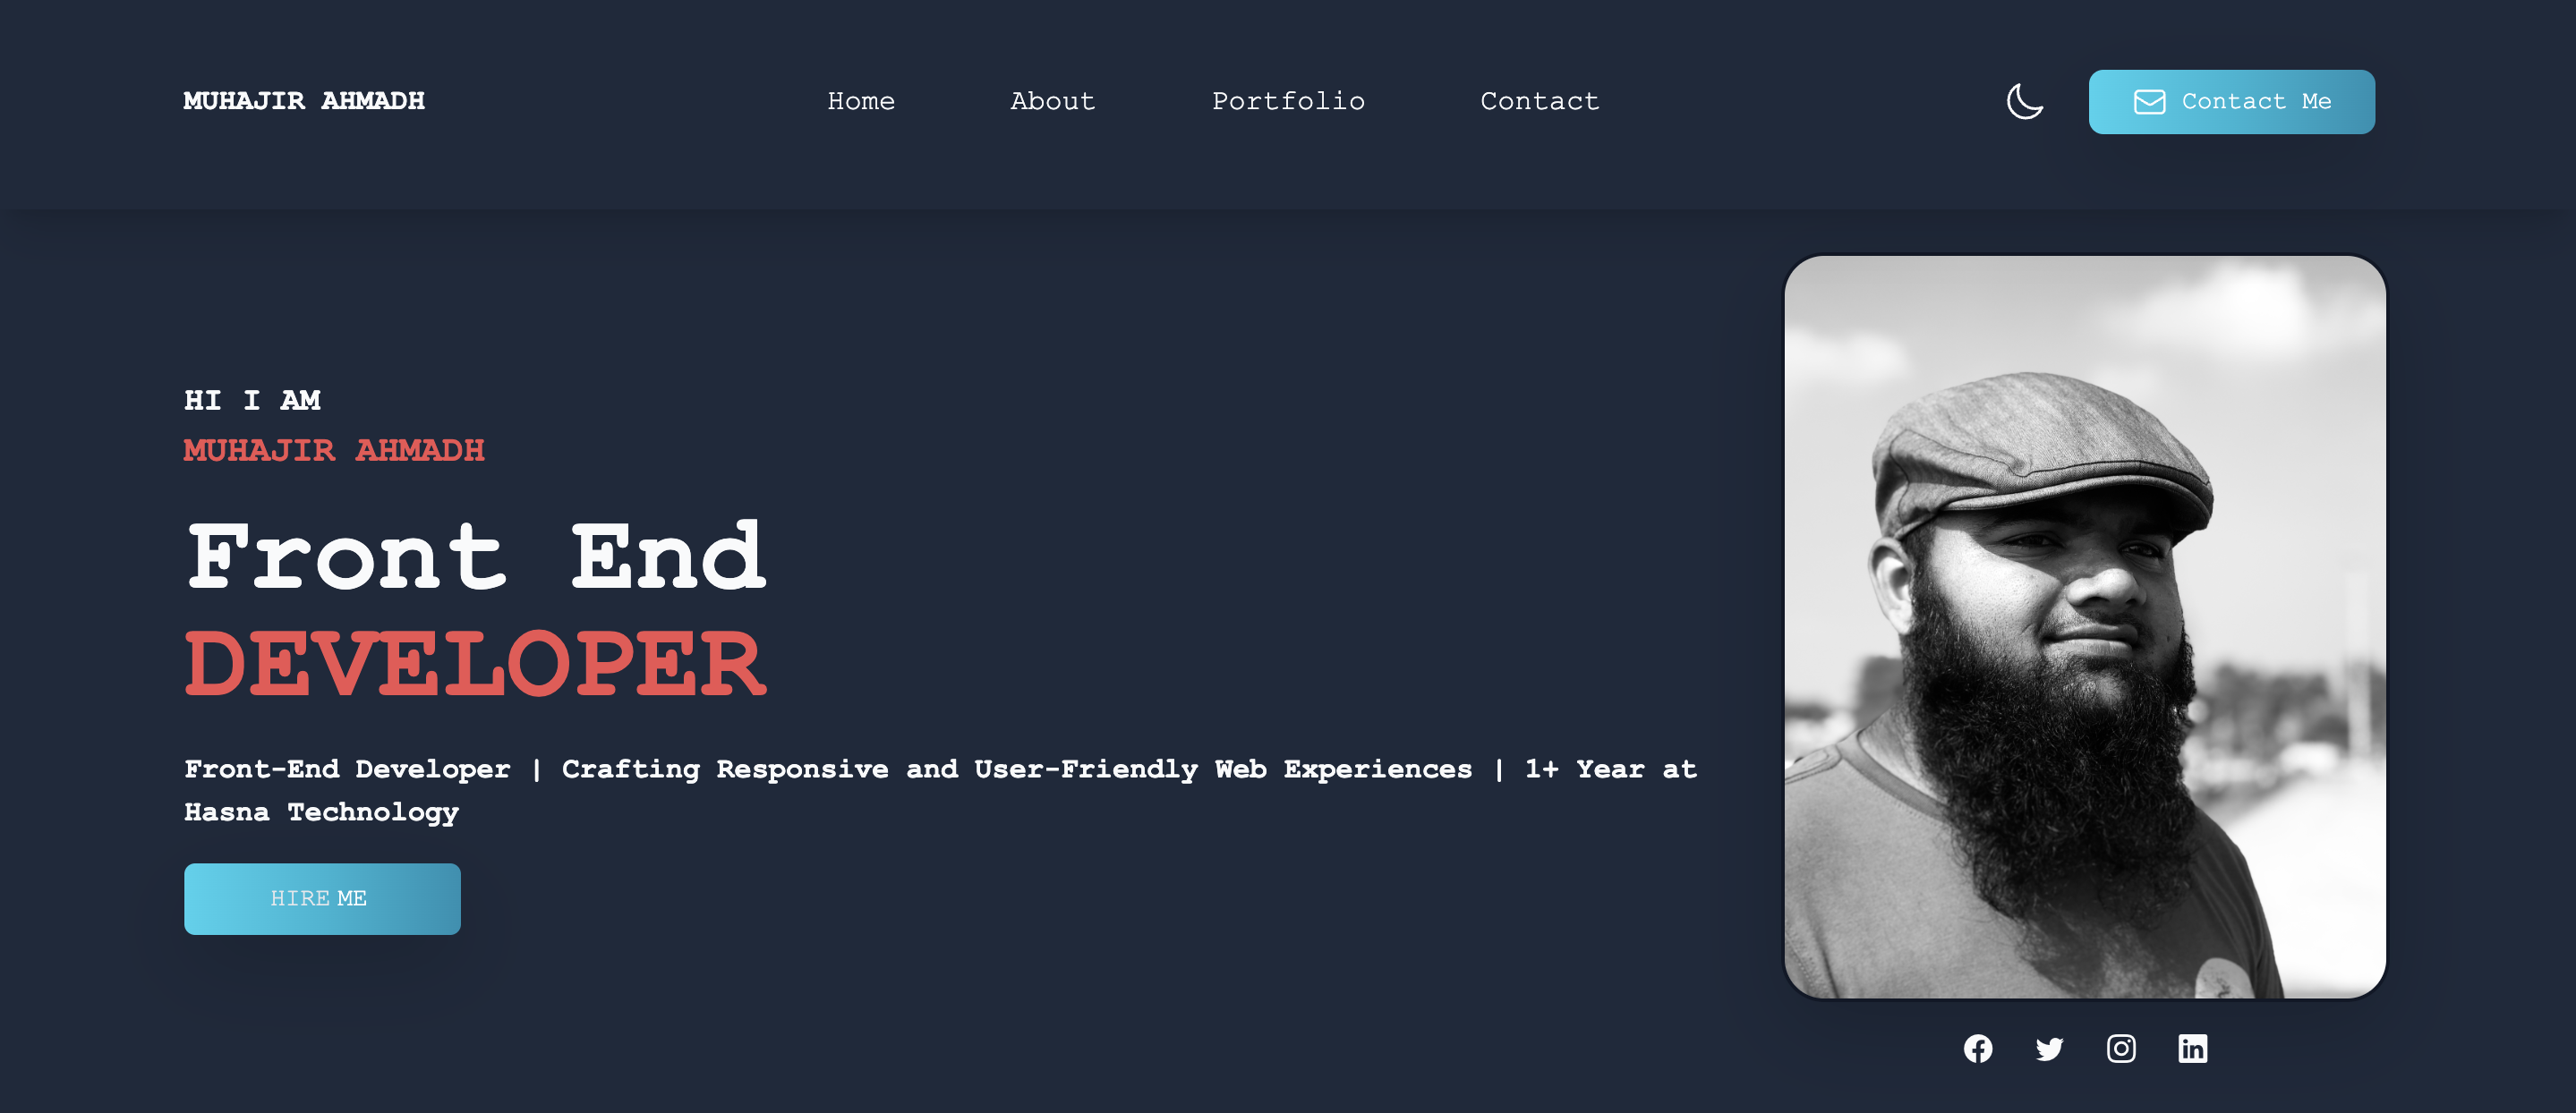 MUHAJIR AHMADH
Home About Portfolio Contact
Contact Me
HI I AM
MUHAJIR AHMADH
Front End
DEVELOPER
Front-End Developer | Crafting Responsive and User-Friendly Web Experiences | 1+ Year at
Hasna Technology
HIRE ME